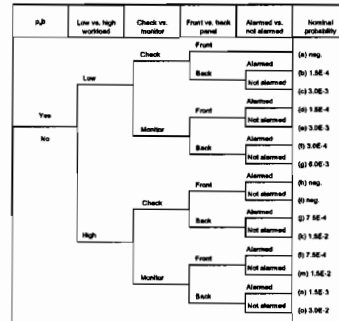 Low vs. high Check vs. Front vs. back Alarmed vs. Nominal
workload monitor panel not alarmed probability
Front
(a) neg.
Check
Alarmed
(b) 1.5E-4
Back
Not alarmed
(c) 3.0E-3
Low
Alarmed
(d) 1.5E-4
Front
Not alarmed
(e) 3.0E-3
Monitor
Alarmed
(f) 3.0E-4
Back
Not alarmed
(g) 6.0E-3
Yes
No
Alarmed
(h) neg.
Front
Not alarmed
(i) neg.
Check
Alarmed
(j) 7.5E-4
Back
Not alarmed
(k) 1.5E-2
High
Alarmed
(l) 7.5E-4
Front
Not alarmed
(m) 1.5E-2
Monitor
Alarmed
(n) 1.5E-3
Back
Not alarmed
(o) 3.0E-2